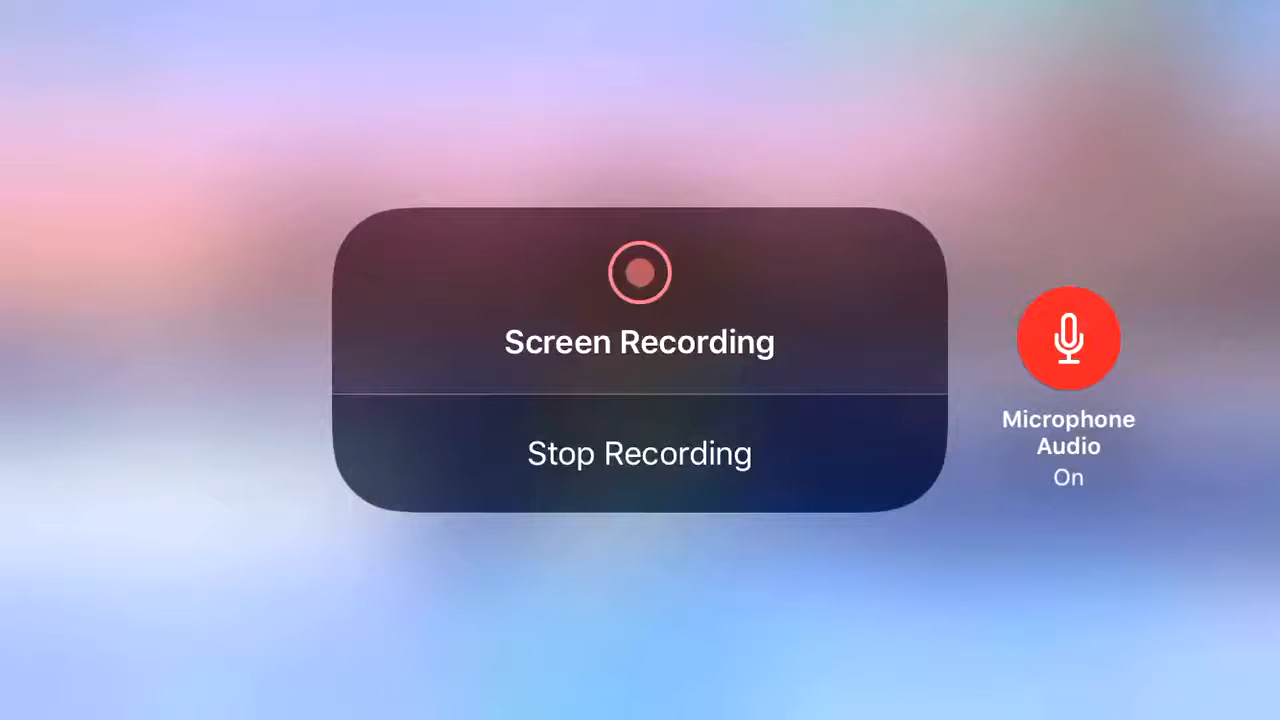 Screen Recording
Stop Recording
Microphone
Audio
On